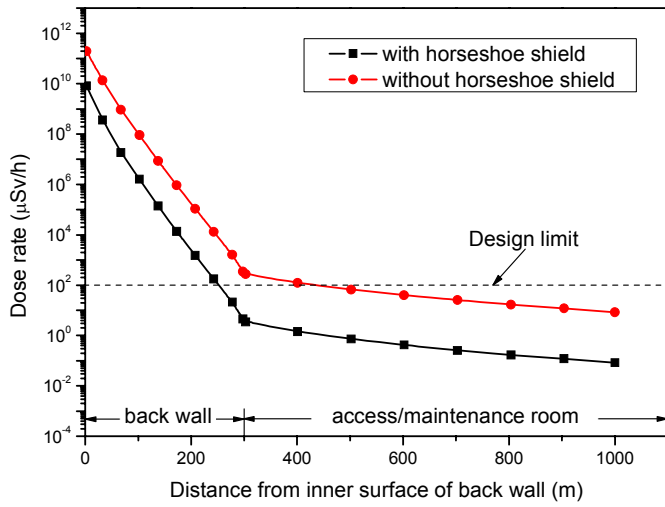 10^12
10^10
10^8
10^6
10^4
10^2
10^0
10^-2
10^-4
Dose rate (μSv/h)
with horseshoe shield
without horseshoe shield
Design limit
back wall
access/maintenance room
0 200 400 600 800 1000
Distance from inner surface of back wall (m)